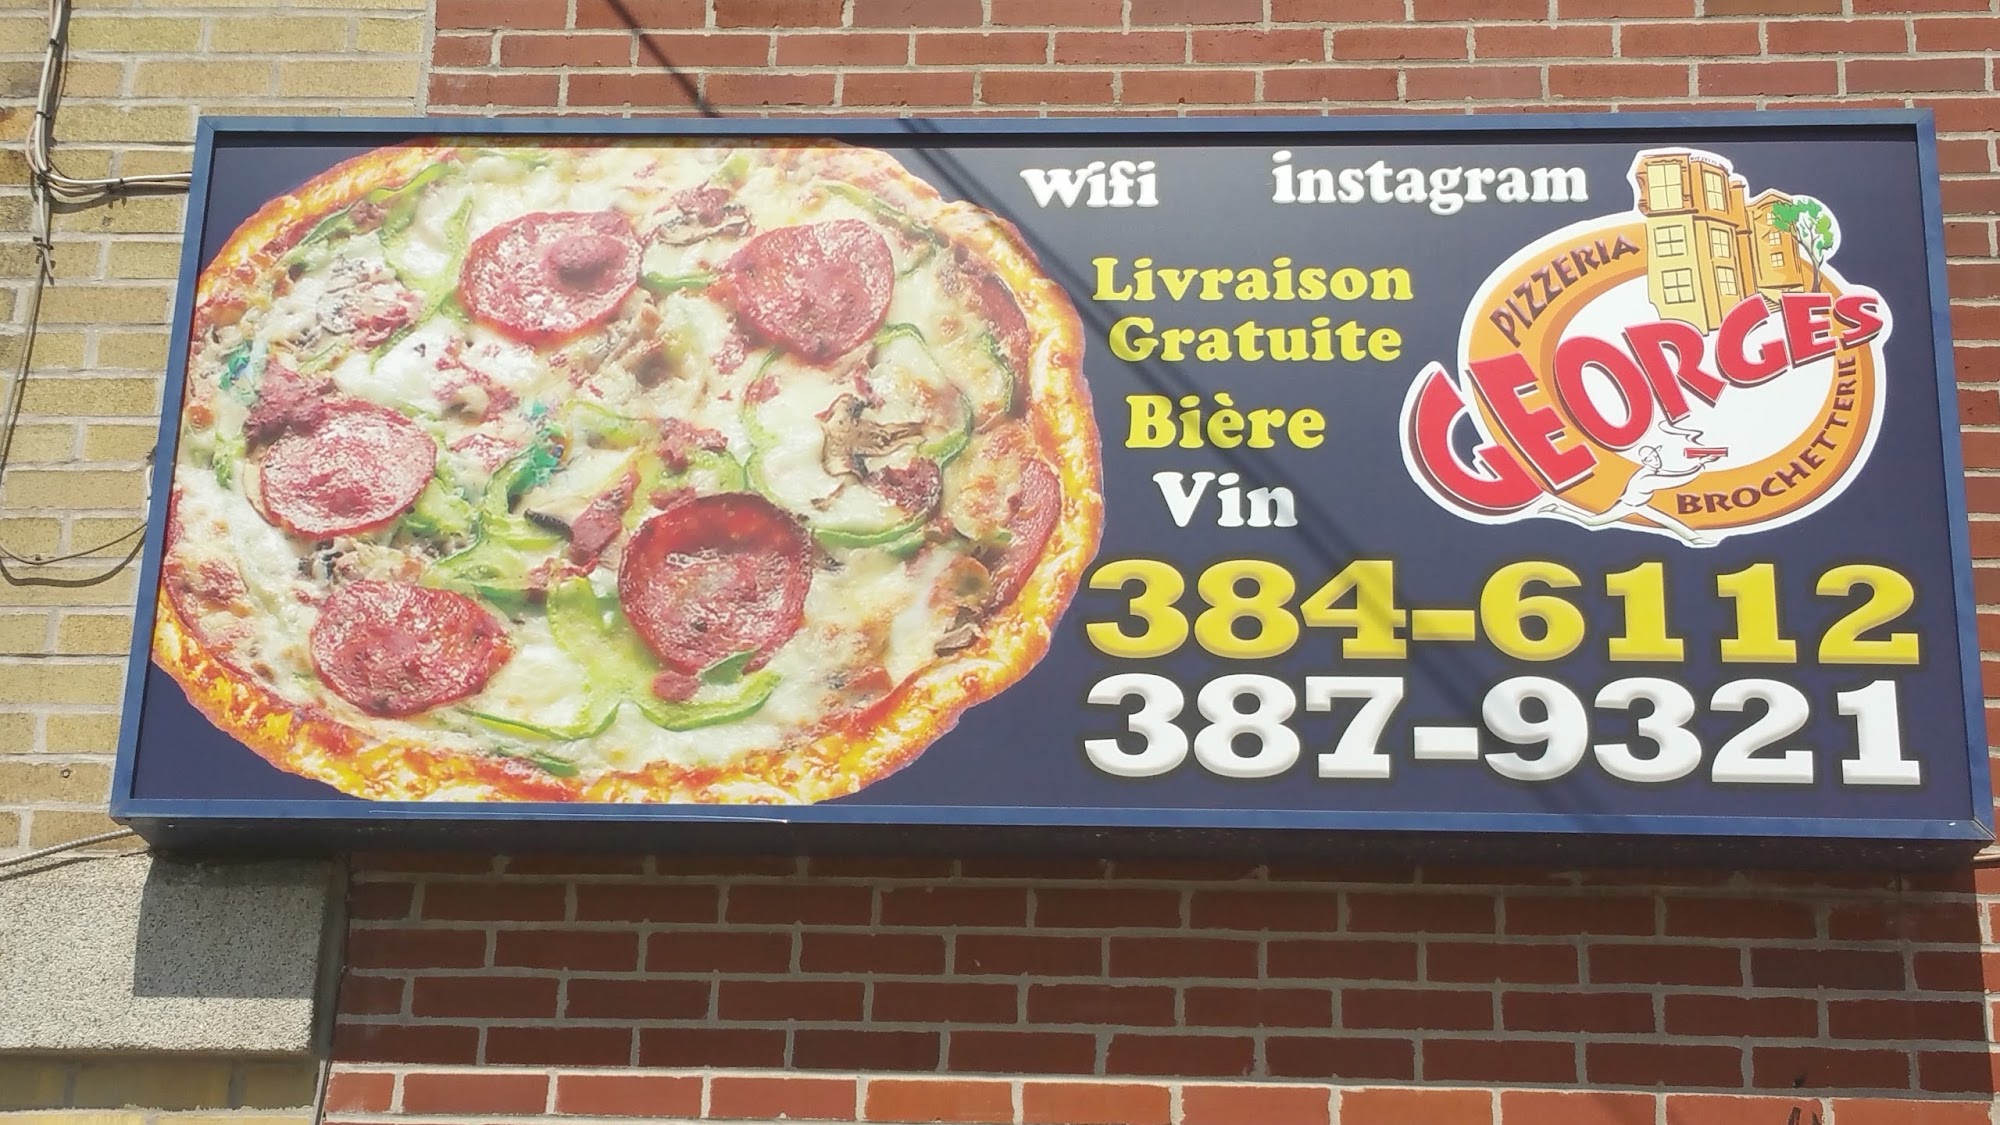 wifi instagram
Livraison
Gratuite
Bière
Vin
PIZZERIA
GEORGES
BROCHETTERIE
384-6112
387-9321